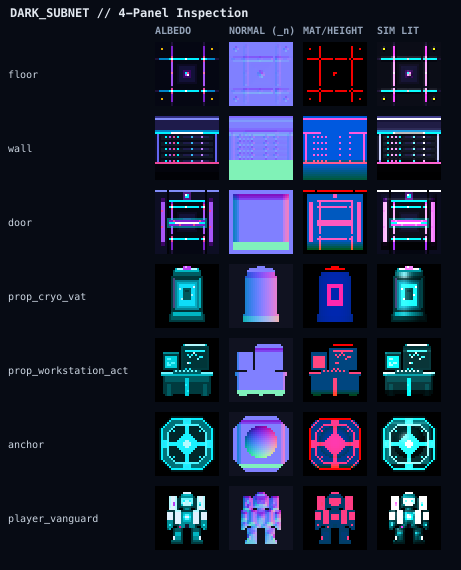 DARK_SUBNET // 4-Panel Inspection
ALBEDO NORMAL (_n) MAT/HEIGHT SIM LIT
floor
wall
door
prop_cryo_vat
prop_workstation_act
anchor
player_vanguard